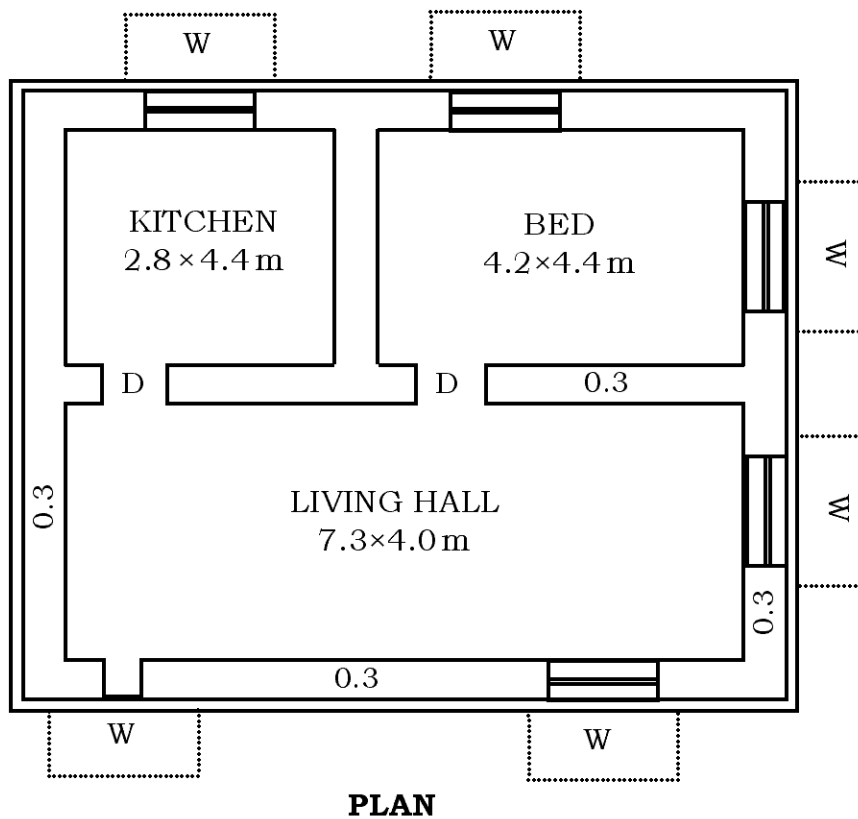 W
W
KITCHEN
2.8×4.4 m
BED
4.2×4.4 m
W
D
D
0.3
0.3
LIVING HALL
7.3×4.0 m
W
0.3
0.3
W
W
PLAN